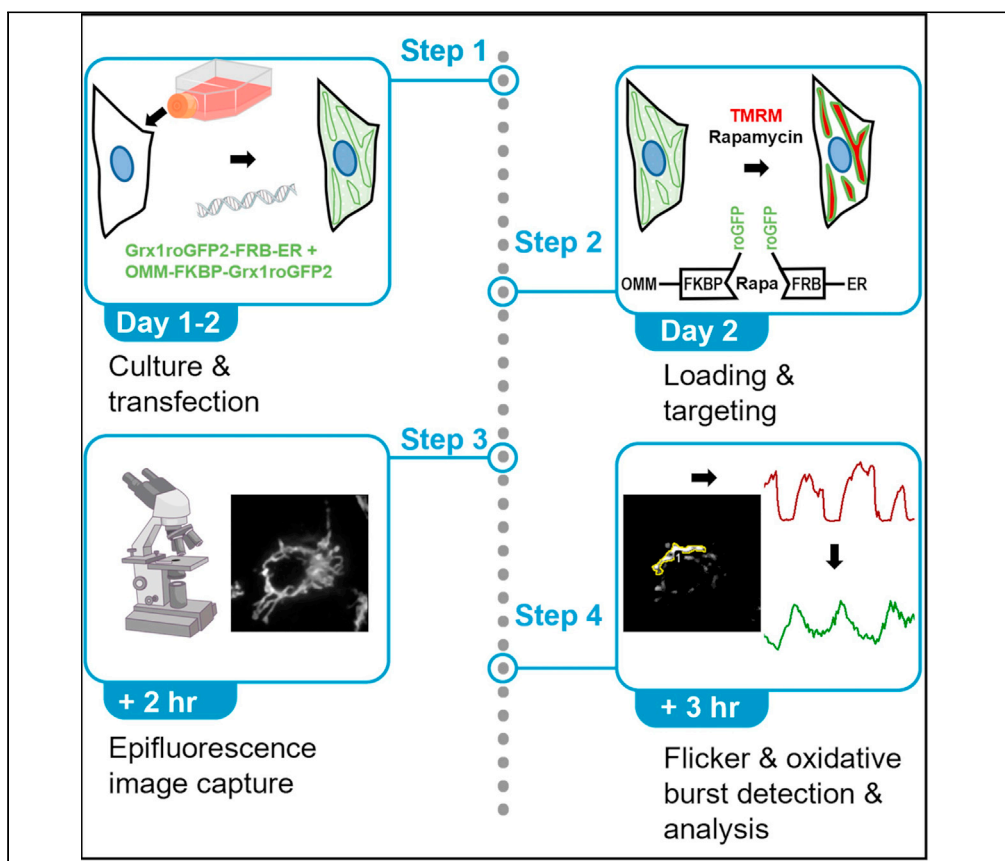 Step 1
Grx1roGFP2-FRB-ER +
OMM-FKBP-Grx1roGFP2
Day 1-2
Culture &
transfection
Step 2
TMRM
Rapamycin
roGFP roGFP
OMM FKBP Rapa FRB ER
Day 2
Loading &
targeting
Step 3
+ 2 hr
Epifluorescence
image capture
Step 4
1
+ 3 hr
Flicker & oxidative
burst detection &
analysis